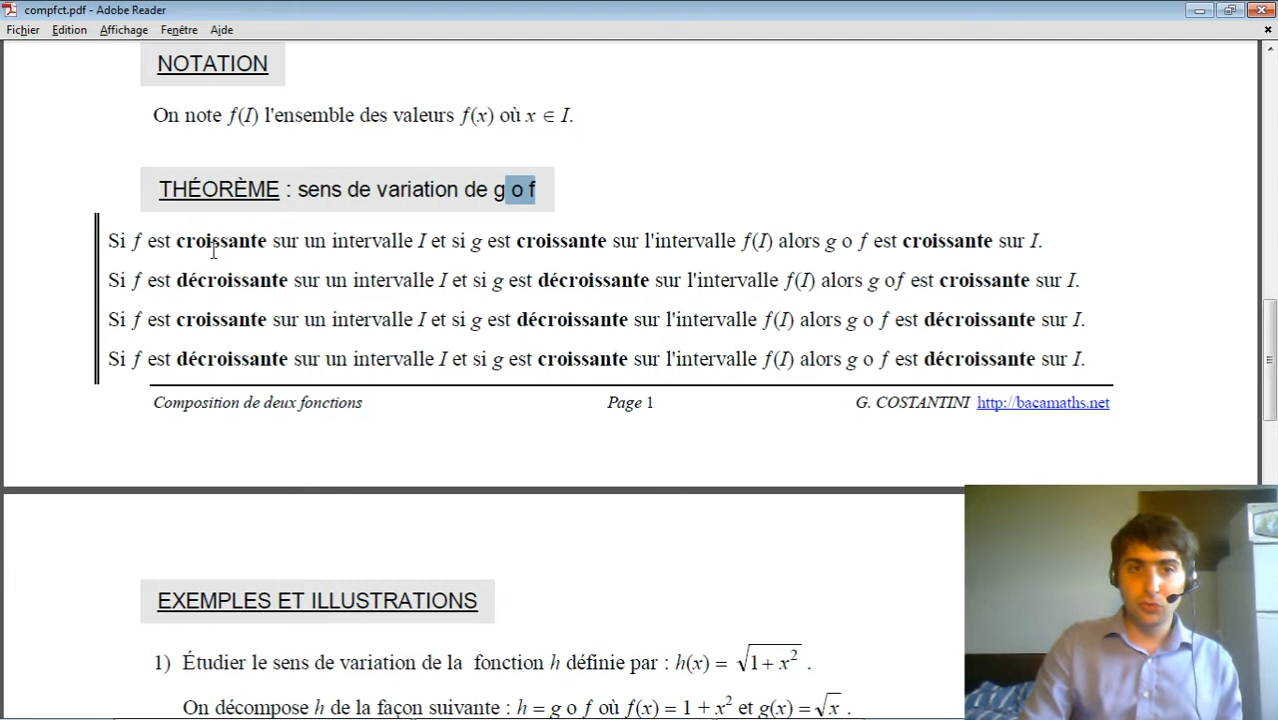 compfct.pdf - Adobe Reader
Fichier Edition Affichage Fenêtre Aide
NOTATION
On note f(I) l'ensemble des valeurs f(x) où x ∈ I.
THÉORÈME : sens de variation de g o f
Si f est croissante sur un intervalle I et si g est croissante sur l'intervalle f(I) alors g o f est croissante sur I.
Si f est décroissante sur un intervalle I et si g est décroissante sur l'intervalle f(I) alors g of est croissante sur I.
Si f est croissante sur un intervalle I et si g est décroissante sur l'intervalle f(I) alors g o f est décroissante sur I.
Si f est décroissante sur un intervalle I et si g est croissante sur l'intervalle f(I) alors g o f est décroissante sur I.
Composition de deux fonctions Page 1 G. COSTANTINI http://bacamaths.net
EXEMPLES ET ILLUSTRATIONS
1) Étudier le sens de variation de la fonction h définie par : h(x) = √(1 + x²) .
On décompose h de la façon suivante : h = g o f où f(x) = 1 + x² et g(x) = √x .